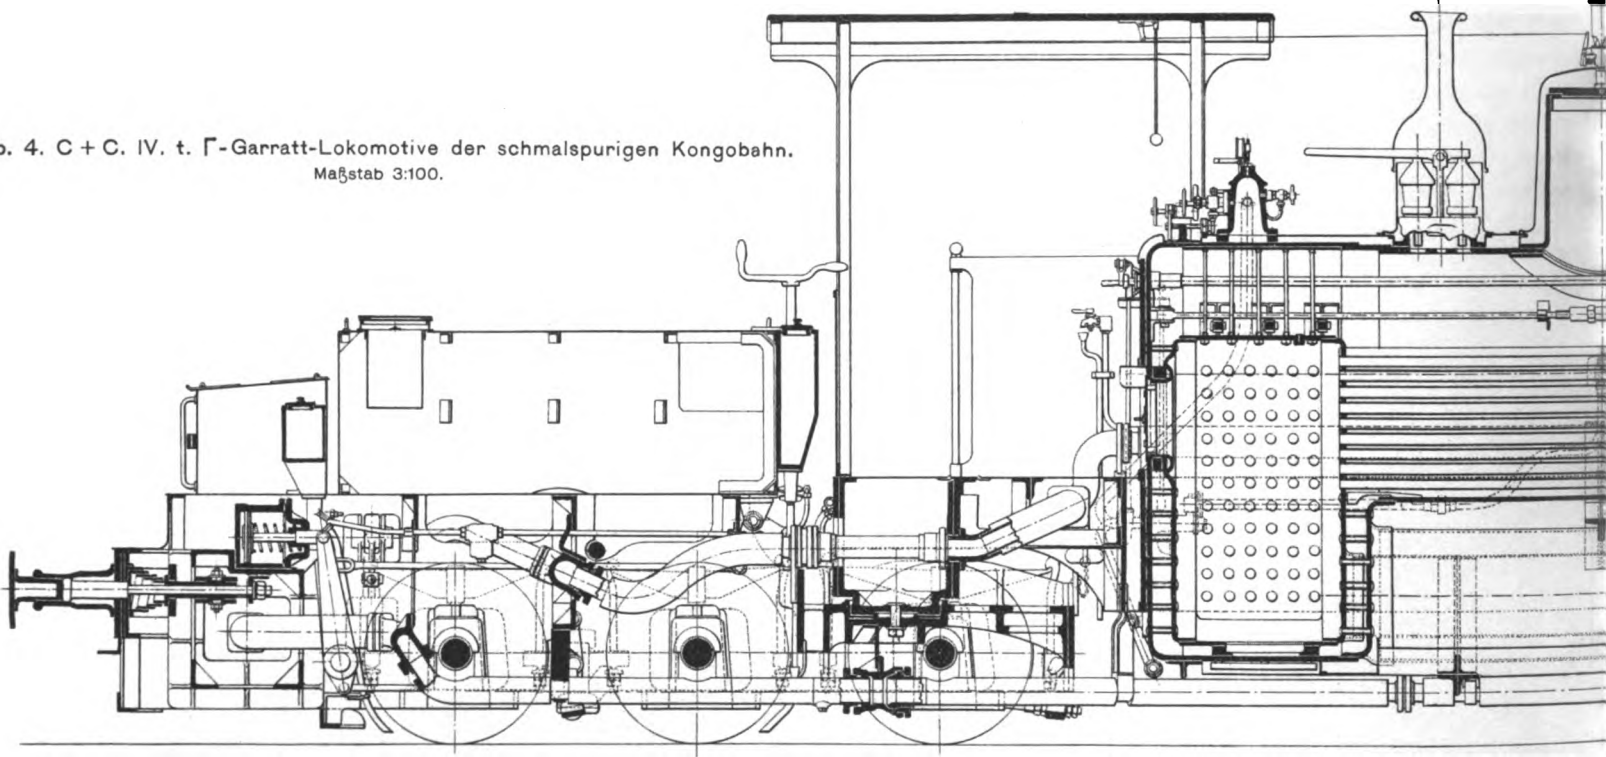 b. 4. C + C. IV. t. Γ-Garratt-Lokomotive der schmalspurigen Kongobahn.
Maßstab 3:100.